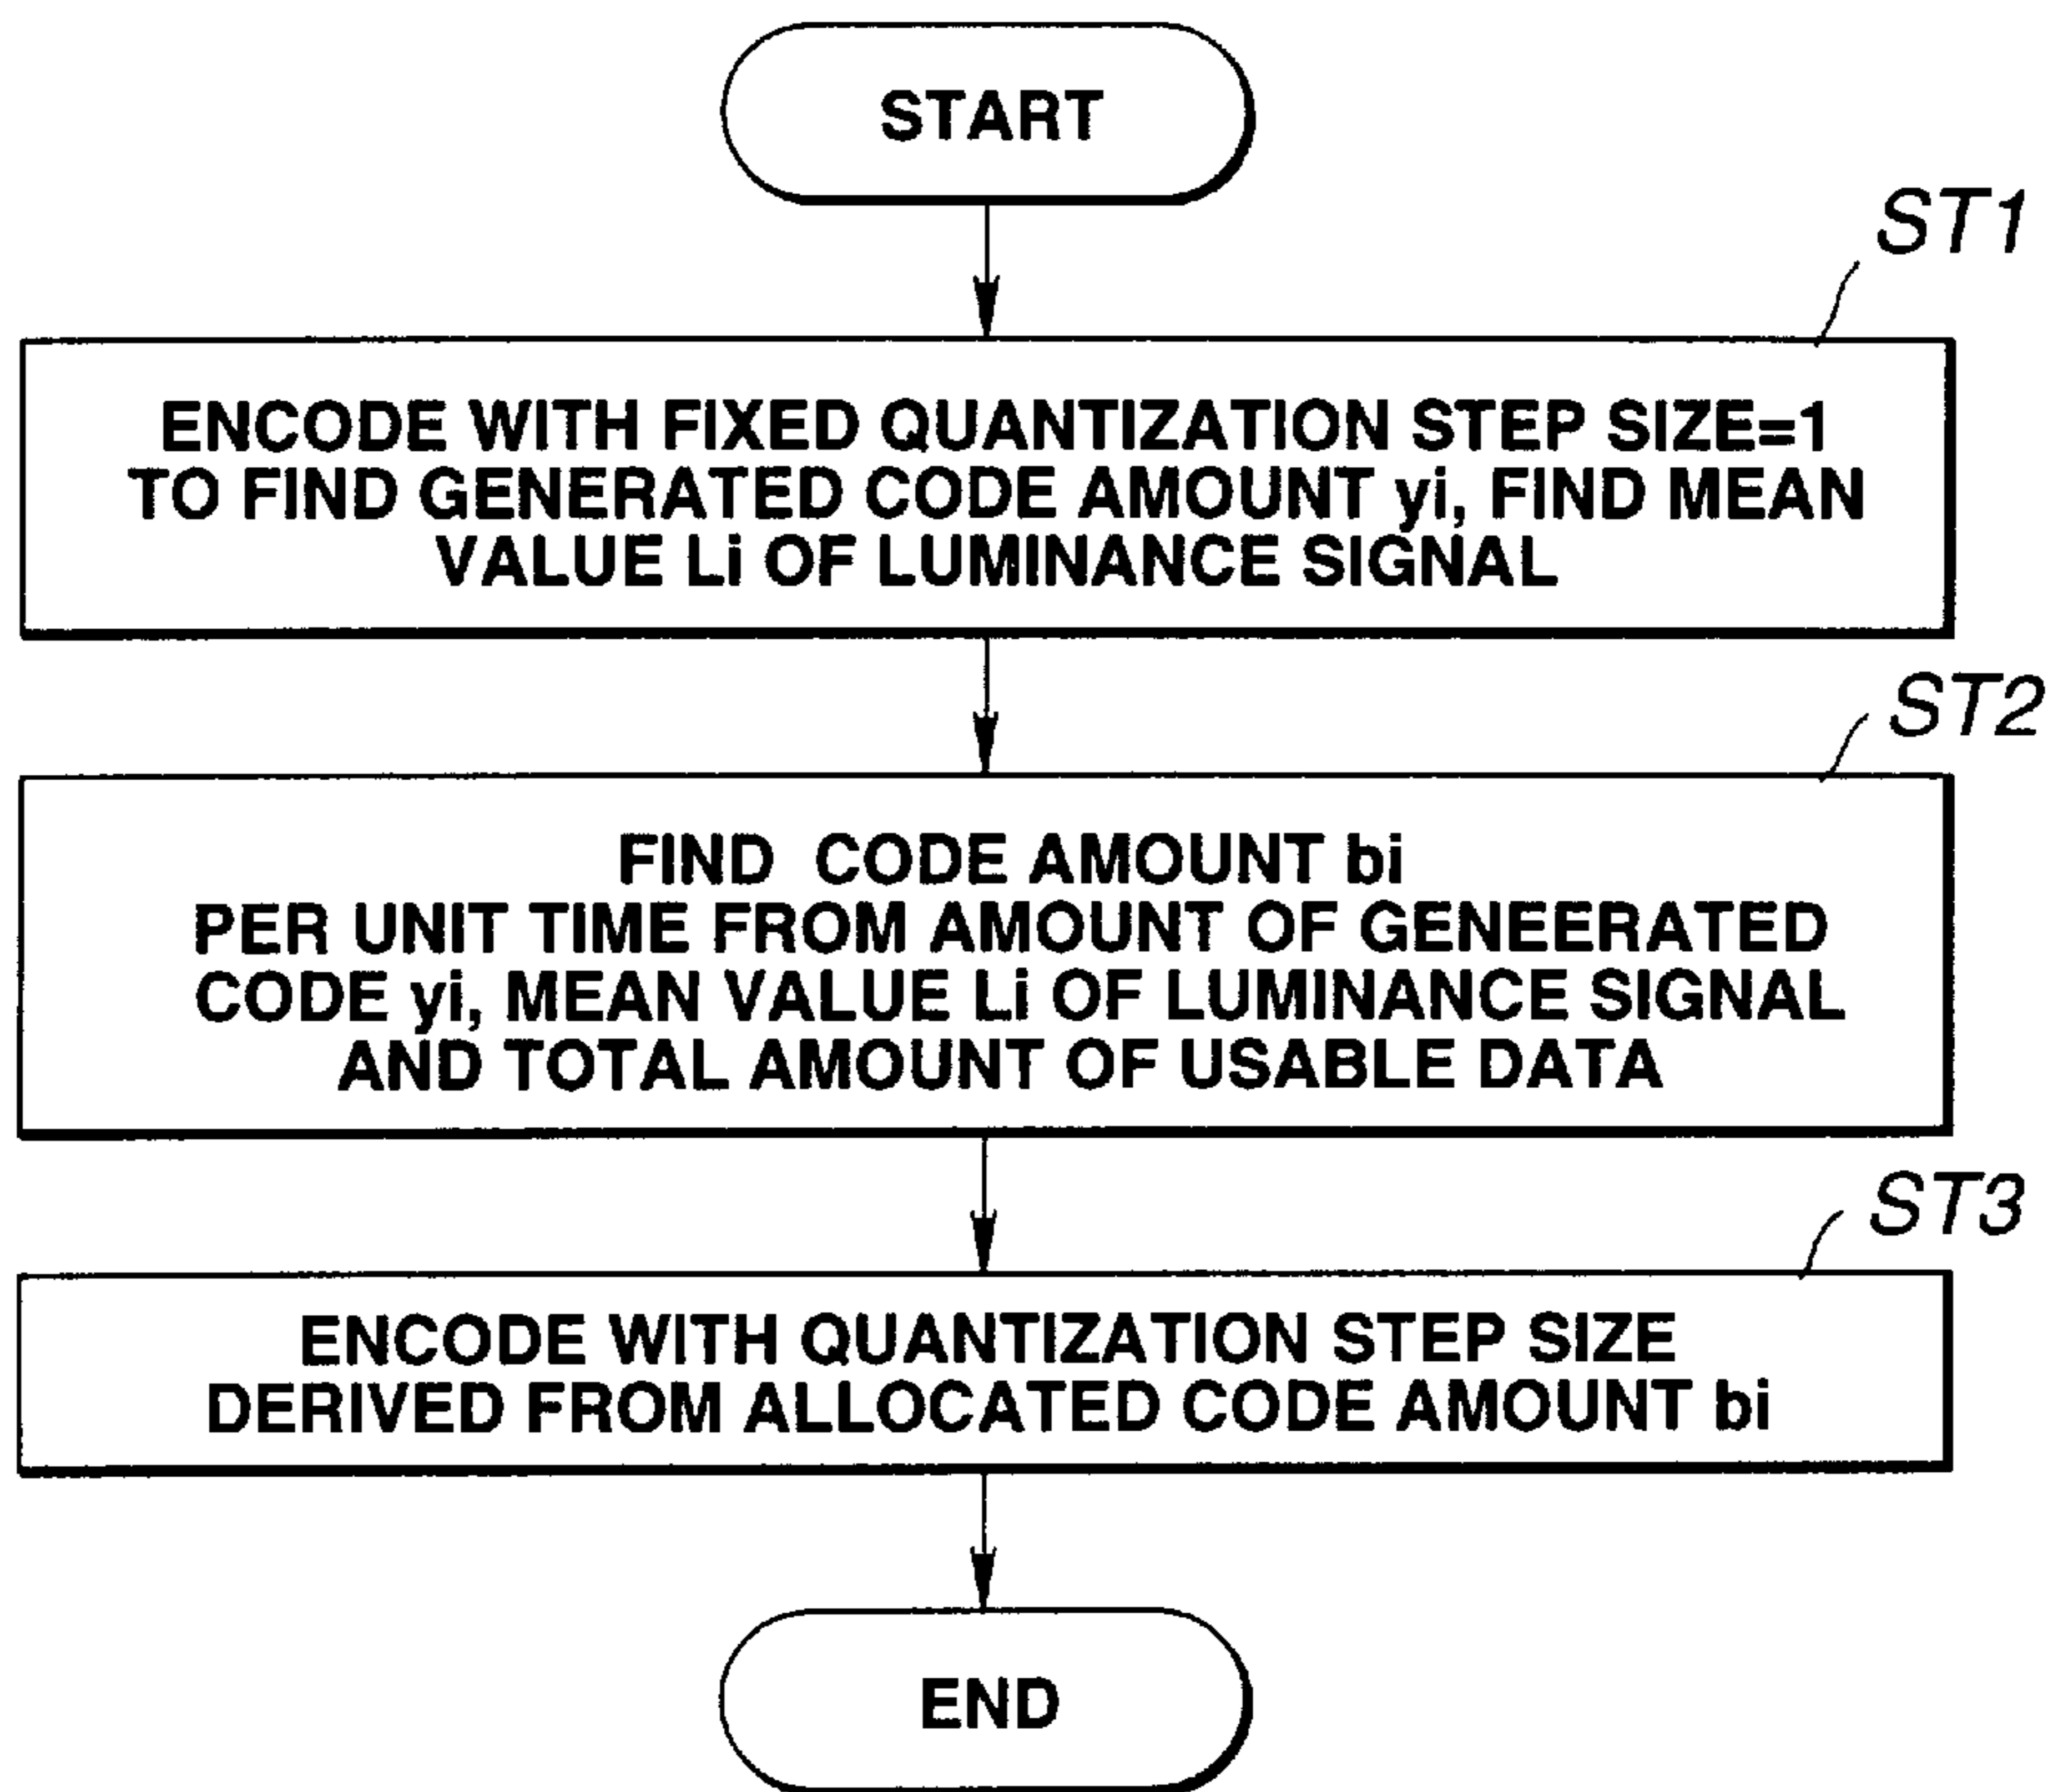 START
ST1
ENCODE WITH FIXED QUANTIZATION STEP SIZE=1
TO FIND GENERATED CODE AMOUNT yi, FIND MEAN
VALUE Li OF LUMINANCE SIGNAL
ST2
FIND CODE AMOUNT bi
PER UNIT TIME FROM AMOUNT OF GENEERATED
CODE yi, MEAN VALUE Li OF LUMINANCE SIGNAL
AND TOTAL AMOUNT OF USABLE DATA
ST3
ENCODE WITH QUANTIZATION STEP SIZE
DERIVED FROM ALLOCATED CODE AMOUNT bi
END